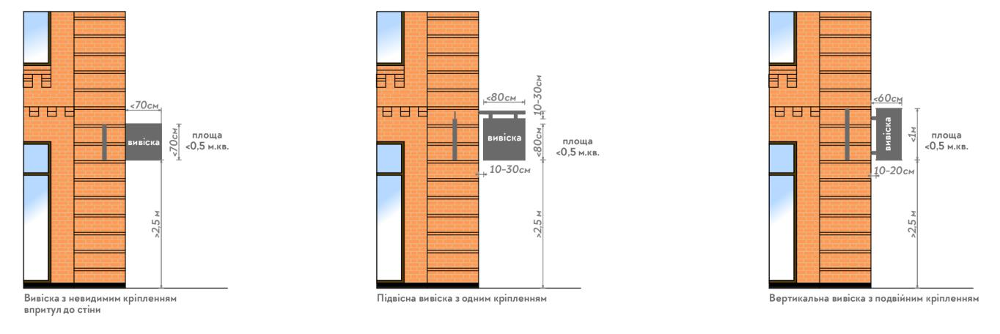 <70см
вивіска
<70см
площа
<0,5 м.кв.
>2,5 м
Вивіска з невидимим кріпленням
впритул до стіни
<80см
10-30см
вивіска
<80см
площа
<0,5 м.кв.
10-30см
>2,5 м
Підвісна вивіска з одним кріпленням
<60см
вивіска
<1м
площа
<0,5 м.кв.
10-20см
>2,5 м
Вертикальна вивіска з подвійним кріпленням